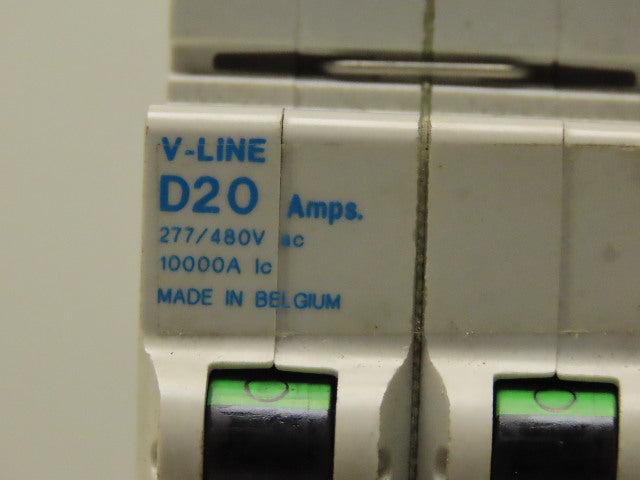 V-LINE
D20 Amps.
277/480V ac
10000A Ic
MADE IN BELGIUM
O O